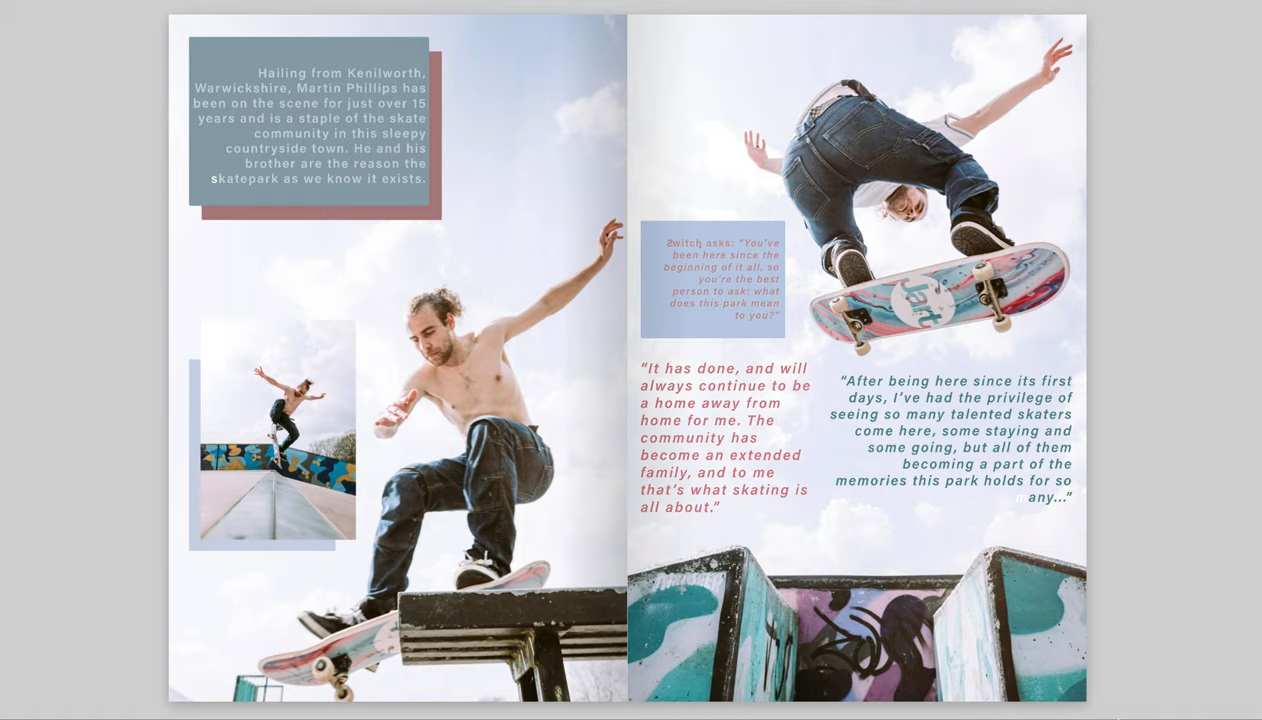 Hailing from Kenilworth,
Warwickshire, Martin Phillips has
been on the scene for just over 15
years and is a staple of the skate
community in this sleepy
countryside town. He and his
brother are the reason the
skatepark as we know it exists.
asks: "You've
been here since the
beginning of it all, so
you're the best
person to ask: what
does this park mean
to you?"
"It has done, and will
always continue to be
a home away from
home for me. The
community has
become an extended
family, and to me
that's what skating is
all about."
Jart
"After being here since its first
days, I've had the privilege of
seeing so many talented skaters
come here, some staying and
some going, but all of them
becoming a part of the
memories this park holds for so
many..."